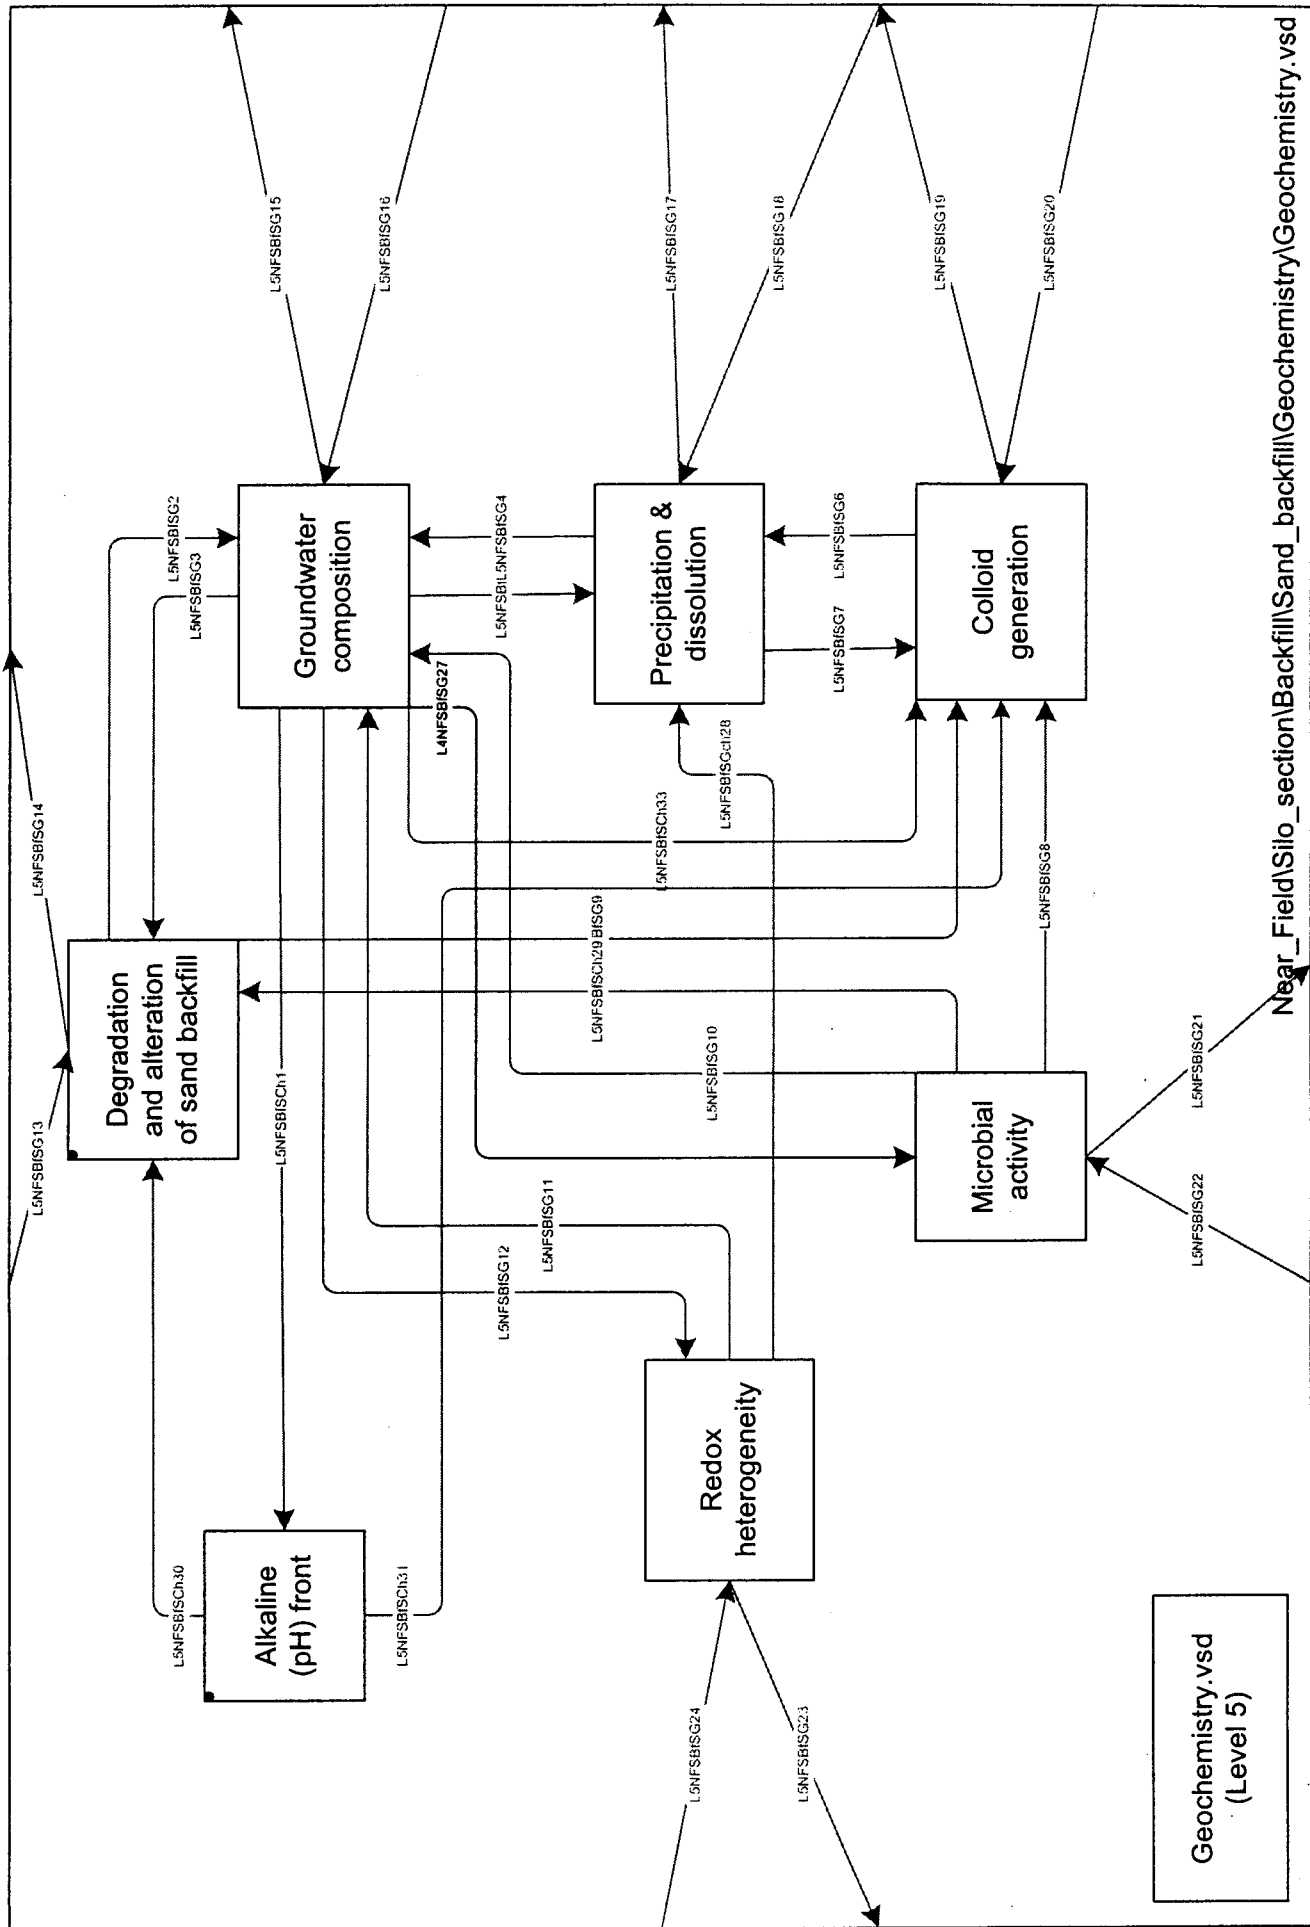 L5NFSBfSG13
L5NFSBfSG14
Degradation
and alteration
of sand backfill
L5NFSBfSCh30
L5NFSBfSG2
L5NFSBfSG3
Alkaline
(pH) front
L5NFSBfSCh1
Groundwater
composition
L5NFSBfSG15
L5NFSBfSG16
L5NFSBfSCh31
L4NFSBfSG27
L5NFSBfSG12
L5NFSBfSG11
L5NFSBfL5NFSBfSG4
L5NFSBfSCh29 BfSG9
L5NFSBfSCh33
Precipitation &
dissolution
L5NFSBfSG17
L5NFSBfSG24
Redox
heterogeneity
L5NFSBfSG10
L5NFSBfSGch28
L5NFSBfSG18
L5NFSBfSG23
L5NFSBfSG7
L5NFSBfSG6
L5NFSBfSG19
Microbial
activity
Colloid
generation
L5NFSBfSG8
L5NFSBfSG20
L5NFSBfSG22
L5NFSBfSG21
Geochemistry.vsd
(Level 5)
Near_Field\Silo_section\Backfill\Sand_backfill\Geochemistry\Geochemistry.vsd